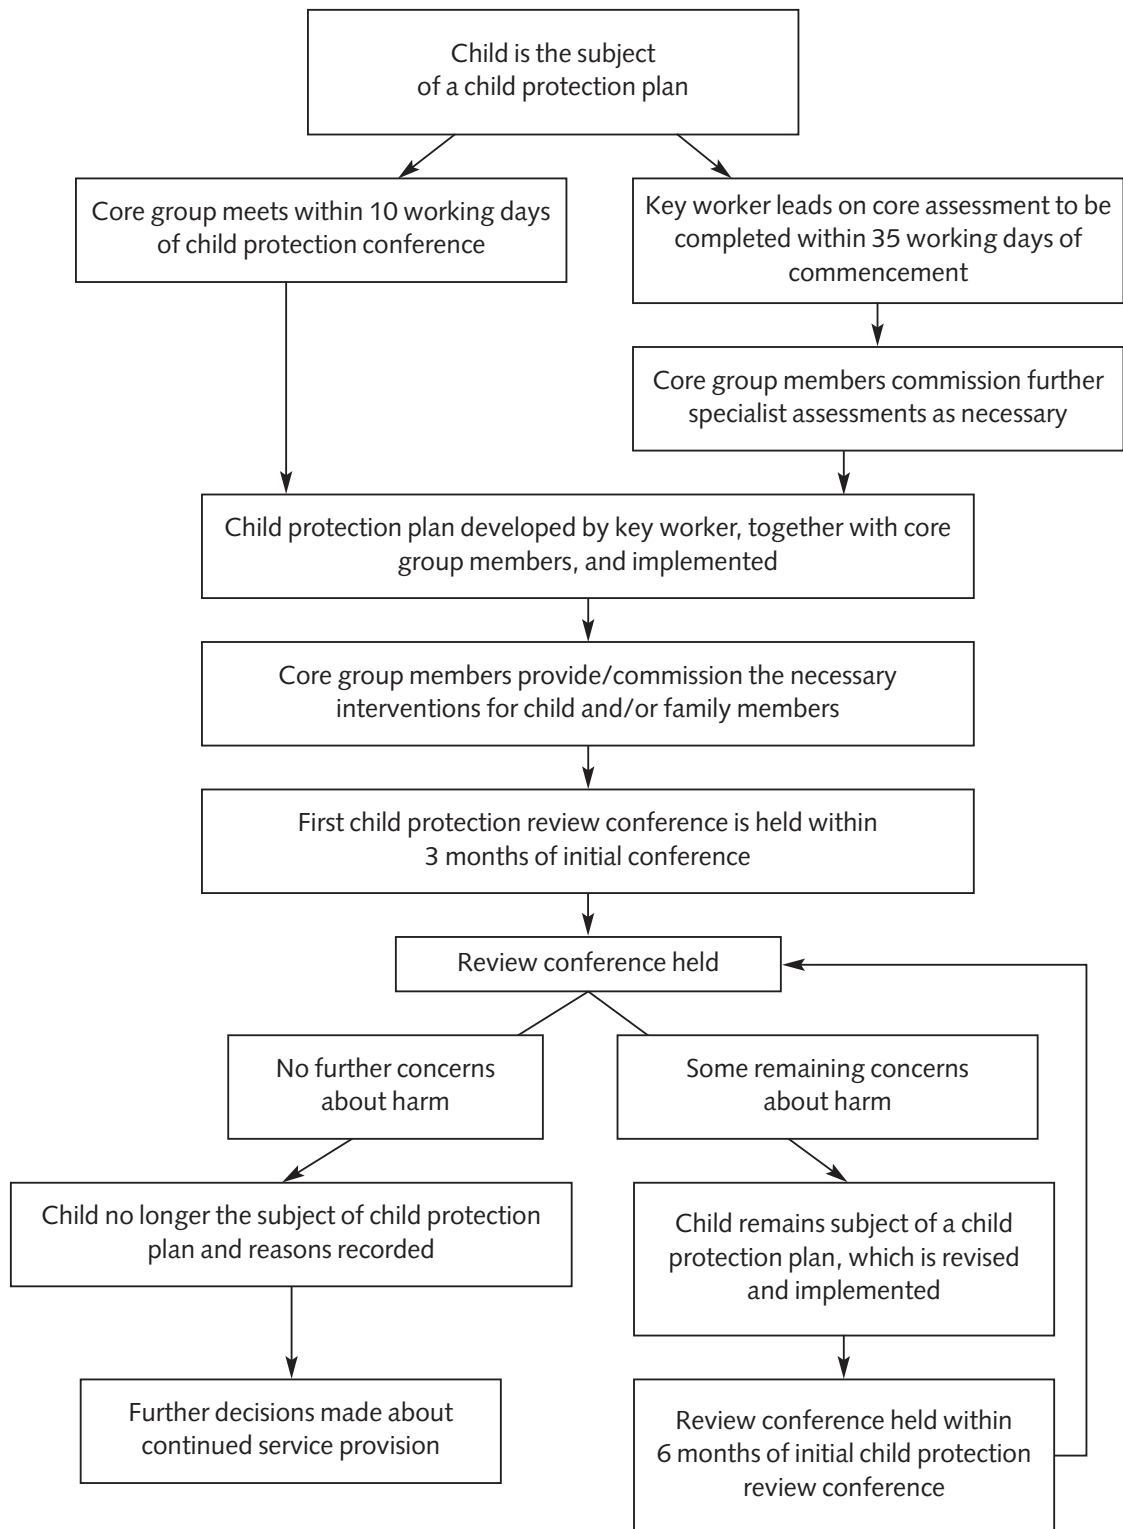 Child is the subject
of a child protection plan
Core group meets within 10 working days
of child protection conference
Key worker leads on core assessment to be
completed within 35 working days of
commencement
Core group members commission further
specialist assessments as necessary
Child protection plan developed by key worker, together with core
group members, and implemented
Core group members provide/commission the necessary
interventions for child and/or family members
First child protection review conference is held within
3 months of initial conference
Review conference held
No further concerns
about harm
Some remaining concerns
about harm
Child no longer the subject of child protection
plan and reasons recorded
Child remains subject of a child
protection plan, which is revised
and implemented
Further decisions made about
continued service provision
Review conference held within
6 months of initial child protection
review conference